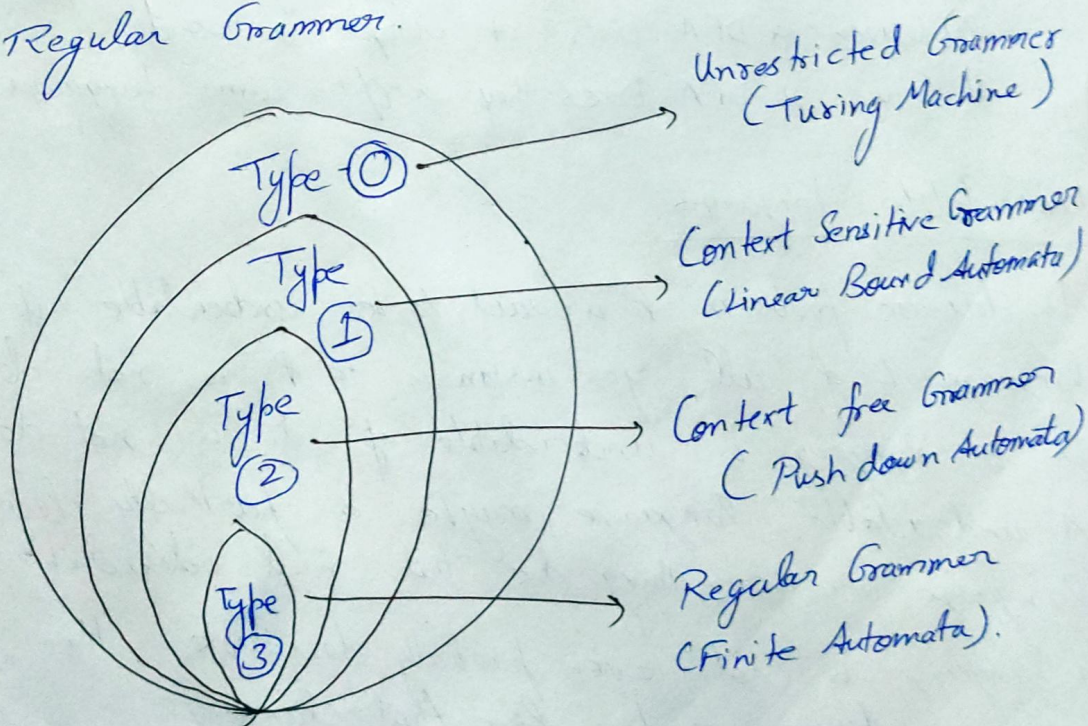 Regular Grammer.
Type - 0
Unrestricted Grammer
(Turing Machine)
Type
1
Context Sensitive Grammer
(Linear Bound Automata)
Type
2
Context free Grammer
(Push down Automata)
Type
3
Regular Grammer
(Finite Automata).